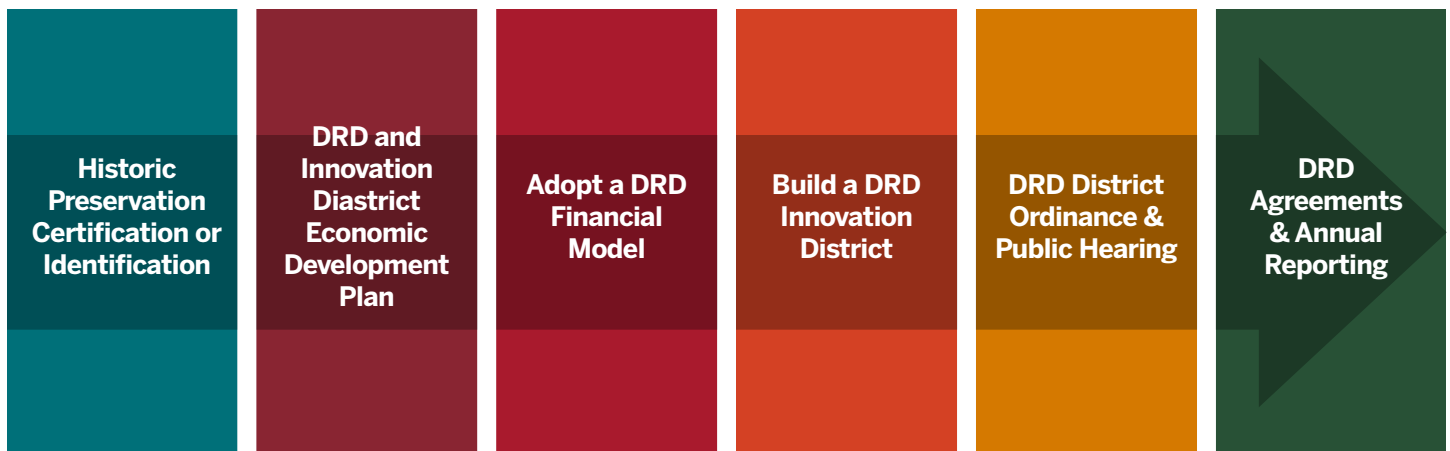 Historic
Preservation
Certification or
Identification
DRD and
Innovation
Diastrict
Economic
Development
Plan
Adopt a DRD
Financial
Model
Build a DRD
Innovation
District
DRD District
Ordinance &
Public Hearing
DRD
Agreements
& Annual
Reporting